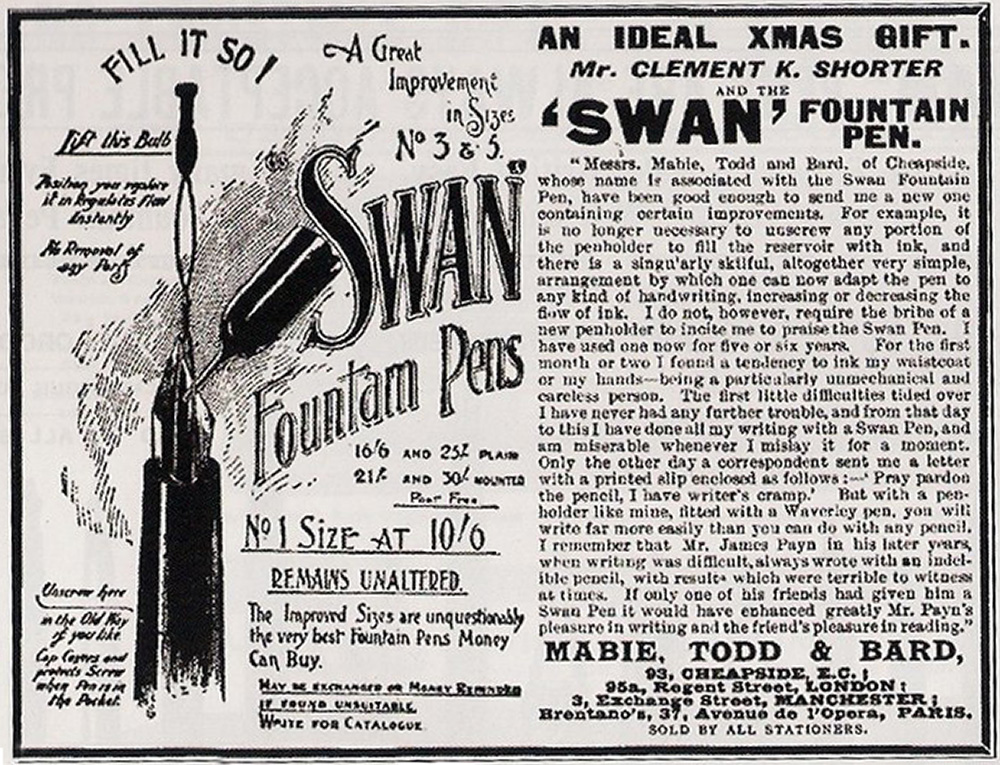 FILL IT SO!
Lift this Bulb
Position you replace
it in Regulates Flow
Instantly
No Removal of
any Part
Unscrew here
in the Old Way
if you like.
Cap Covers and
protects Screw
when Pen is in
the Pocket.
A Great
Improvement
in Sizes
No 3 & 5.
"SWAN"
Fountain Pens
16/6 AND 25/- PLAIN
21/- AND 30/- MOUNTED
Post Free
No 1 SIZE AT 10/6
REMAINS UNALTERED.
The Improved Sizes are unquestionably
the very best Fountain Pens Money
Can Buy.
MAY BE EXCHANGED OR MONEY REFUNDED
IF FOUND UNSUITABLE
WRITE FOR CATALOGUE
AN IDEAL XMAS GIFT.
Mr. CLEMENT K. SHORTER
AND THE
'SWAN' FOUNTAIN
PEN.
"Messrs. Mabie, Todd and Bard, of Cheapside,
whose name is associated with the Swan Fountain
Pen, have been good enough to send me a new one
containing certain improvements. For example, it
is no longer necessary to unscrew any portion of
the penholder to fill the reservoir with ink, and
there is a singularly skilful, altogether very simple,
arrangement by which one can now adapt the pen to
any kind of handwriting, increasing or decreasing the
flow of ink. I do not, however, require the bribe of a
new penholder to incite me to praise the Swan Pen. I
have used one now for five or six years. For the first
month or two I found a tendency to ink my waistcoat
or my hands—being a particularly unmechanical and
careless person. The first little difficulties tided over
I have never had any further trouble, and from that day
to this I have done all my writing with a Swan Pen, and
am miserable whenever I mislay it for a moment.
Only the other day a correspondent sent me a letter
with a printed slip enclosed as follows:—'Pray pardon
the pencil, I have writer's cramp.' But with a pen-
holder like mine, fitted with a Waverley pen, you will
write far more easily than you can do with any pencil.
I remember that Mr. James Payn in his later years,
when writing was difficult, always wrote with an indel-
ible pencil, with results which were terrible to witness
at times. If only one of his friends had given him a
Swan Pen it would have enhanced greatly Mr. Payn's
pleasure in writing and the friend's pleasure in reading."
MABIE, TODD & BARD,
93, CHEAPSIDE, E.C.;
95a, Regent Street, LONDON;
3, Exchange Street, MANCHESTER;
Brentano's, 37, Avenue de l'Opera, PARIS.
SOLD BY ALL STATIONERS.